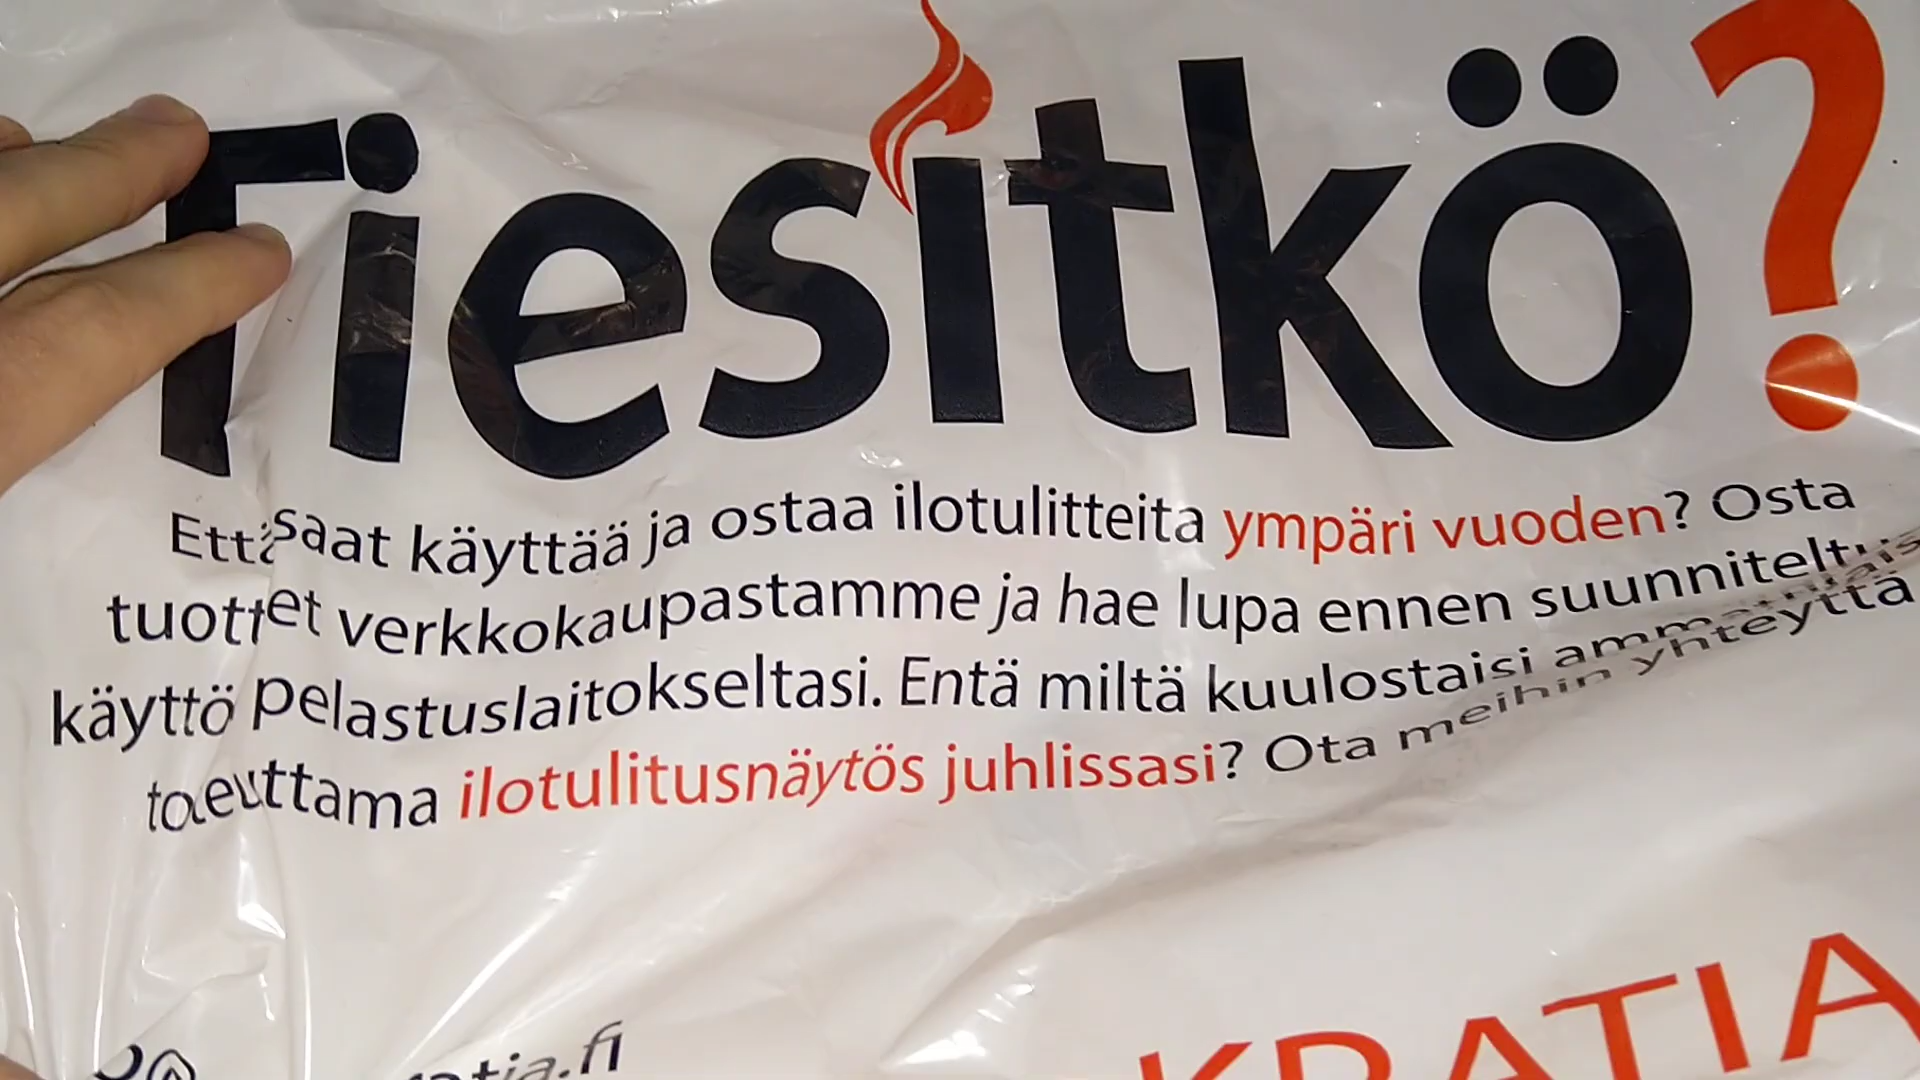 Tiesitkö?
Että saat käyttää ja ostaa ilotulitteita ympäri vuoden? Osta
tuotteet verkkokaupastamme ja hae lupa ennen suunniteltua
käyttö pelastuslaitokseltasi. Entä miltä kuulostaisi ammattilaisen
toteuttama ilotulitusnäytös juhlissasi? Ota meihin yhteyttä
KRATIA